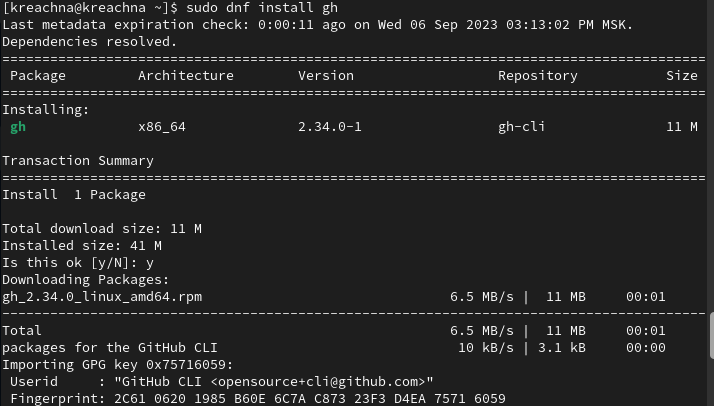 [kreachna@kreachna ~]$ sudo dnf install gh
Last metadata expiration check: 0:00:11 ago on Wed 06 Sep 2023 03:13:02 PM MSK.
Dependencies resolved.
================================================================================
Package Architecture Version Repository Size
================================================================================
Installing:
gh x86_64 2.34.0-1 gh-cli 11 M
Transaction Summary
================================================================================
Install 1 Package
Total download size: 11 M
Installed size: 41 M
Is this ok [y/N]: y
Downloading Packages:
gh_2.34.0_linux_amd64.rpm 6.5 MB/s | 11 MB 00:01
--------------------------------------------------------------------------------
Total 6.5 MB/s | 11 MB 00:01
packages for the GitHub CLI 10 kB/s | 3.1 kB 00:00
Importing GPG key 0x75716059:
Userid : "GitHub CLI <opensource+cli@github.com>"
Fingerprint: 2C61 0620 1985 B60E 6C7A C873 23F3 D4EA 7571 6059